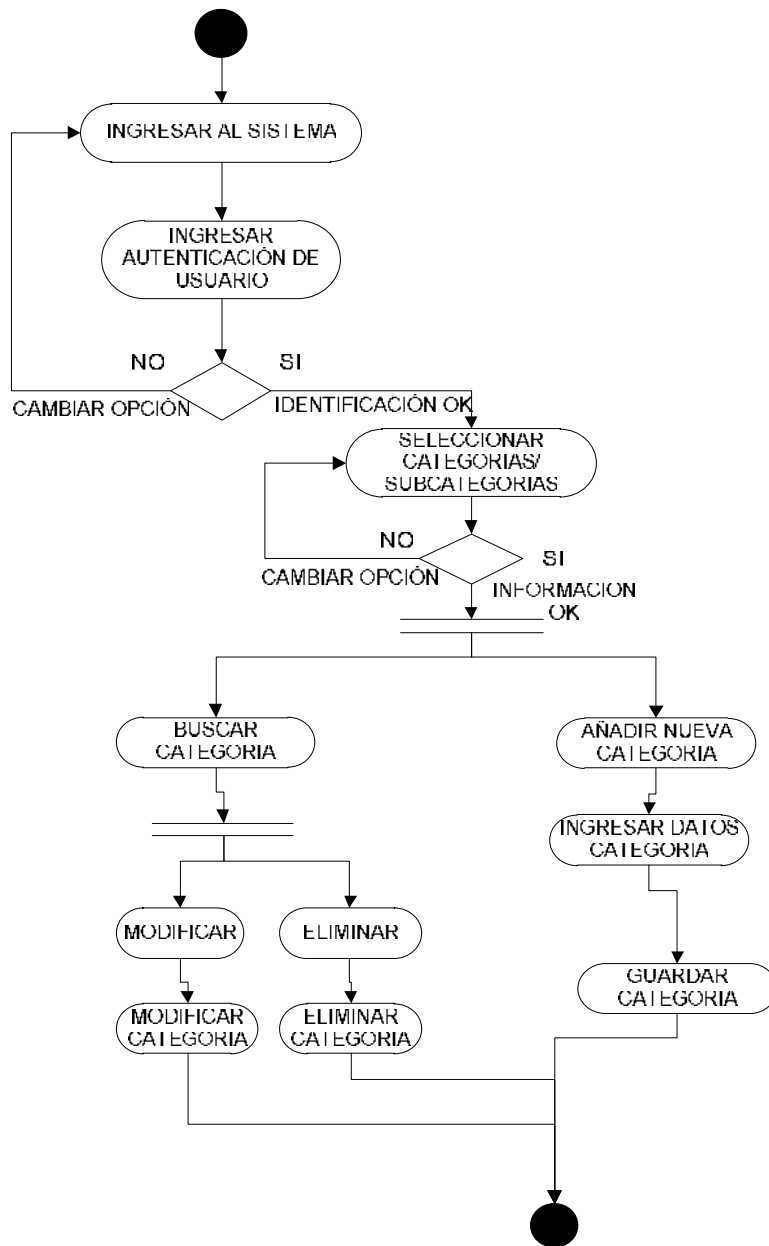 INGRESAR AL SISTEMA
INGRESAR
AUTENTICACIÓN DE
USUARIO
NO
SI
CAMBIAR OPCIÓN
IDENTIFICACIÓN OK
SELECCIONAR
CATEGORIAS/
SUBCATEGORIAS
NO
SI
CAMBIAR OPCIÓN
INFORMACION
OK
BUSCAR
CATEGORIA
AÑADIR NUEVA
CATEGORIA
INGRESAR DATOS
CATEGORIA
MODIFICAR
ELIMINAR
GUARDAR
CATEGORIA
MODIFICAR
CATEGORIA
ELIMINAR
CATEGORIA